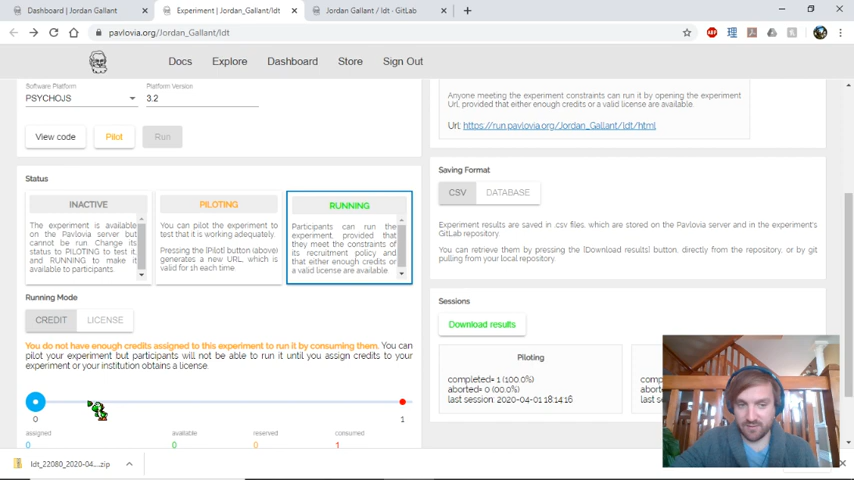 Dashboard | Jordan_Gallant
Experiment | Jordan_Gallant/ldt
Jordan Gallant / ldt · GitLab
pavlovia.org/Jordan_Gallant/ldt
Docs
Explore
Dashboard
Store
Sign Out
Software Platform
Platform Version
PSYCHOJS
3.2
View code
Pilot
Run
Anyone meeting the experiment constraints can run it by opening the experiment
Url, provided that either enough credits or a valid license are available.
Url: https://run.pavlovia.org/Jordan_Gallant/ldt/html
Status
INACTIVE
The experiment is available
on the Pavlovia server but
cannot be run. Change its
status to PILOTING to test it,
and RUNNING to make it
available to participants.
PILOTING
You can pilot the experiment to
test that it is working adequately.
Pressing the [Pilot] button (above)
generates a new URL, which is
valid for 1h each time
RUNNING
Participants can run the
experiment, provided that
they meet the constraints of
its recruitment policy and
that either enough credits or
a valid license are available
Saving Format
CSV
DATABASE
Experiment results are saved in .csv files, which are stored on the Pavlovia server and in the experiment's
GitLab repository.
You can retrieve them by pressing the [Download results] button, directly from the repository, or by git
pulling from your local repository.
Running Mode
CREDIT
LICENSE
You do not have enough credits assigned to this experiment to run it by consuming them. You can
pilot your experiment but participants will not be able to run it until you assign credits to your
experiment or your institution obtains a license.
0
1
assigned
available
reserved
consumed
0
0
0
1
Sessions
Download results
Piloting
completed= 1 (100.0%)
aborted= 0 (00.0%)
last session: 2020-04-01 18:14:16
comp
abort
last s
ldt_22080_2020-04....zip